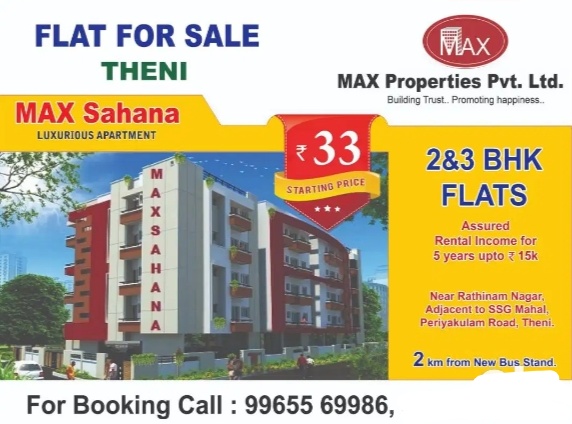 FLAT FOR SALE
THENI
MAX
MAX Properties Pvt. Ltd.
Building Trust.. Promoting happiness..
MAX Sahana
LUXURIOUS APARTMENT
₹ 33
STARTING PRICE
MAXSAHANA
2&3 BHK
FLATS
Assured
Rental Income for
5 years upto ₹ 15k
Near Rathinam Nagar,
Adjacent to SSG Mahal,
Periyakulam Road, Theni.
2 km from New Bus Stand.
For Booking Call : 99655 69986,